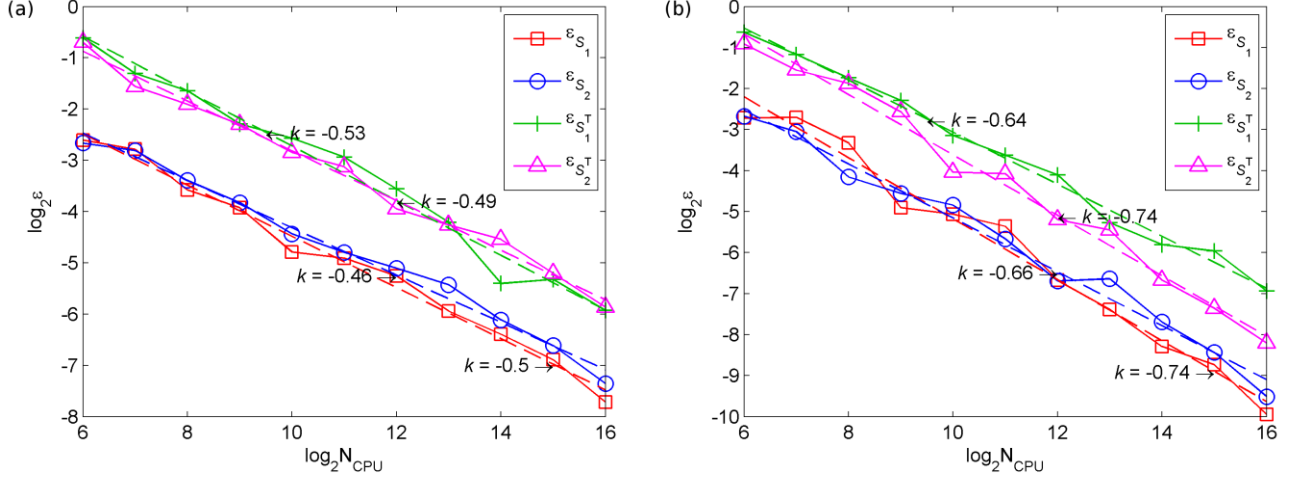 (a)
0
-1
-2
-3
-4
-5
-6
-7
-8
log₂ε
6
8
10
12
14
16
log₂N_CPU
ε_S₁
ε_S₂
ε_S₁^T
ε_S₂^T
← k = -0.53
← k = -0.49
k = -0.46 →
k = -0.5 →
(b)
0
-1
-2
-3
-4
-5
-6
-7
-8
-9
-10
log₂ε
6
8
10
12
14
16
log₂N_CPU
ε_S₁
ε_S₂
ε_S₁^T
ε_S₂^T
← k = -0.64
← k = -0.74
k = -0.66 →
k = -0.74 →